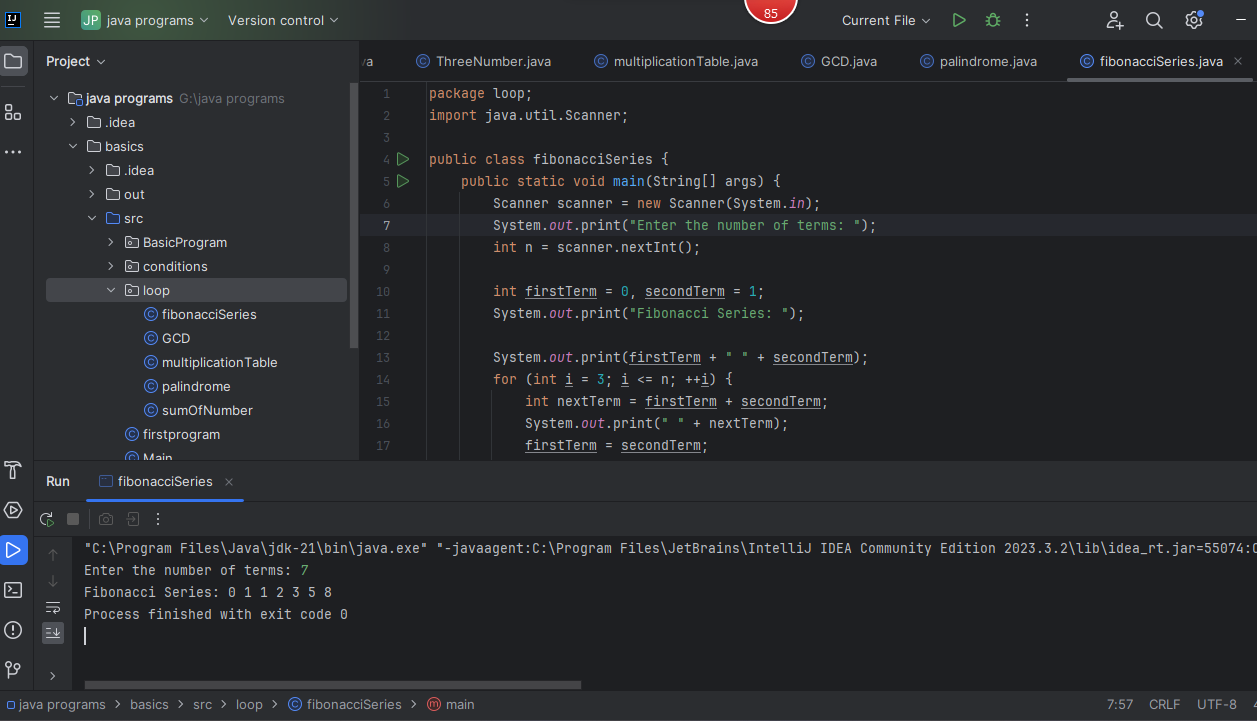 JP java programs Version control 85 Current File
Project va ThreeNumber.java multiplicationTable.java GCD.java palindrome.java fibonacciSeries.java
java programs G:\java programs
.idea
basics
.idea
out
src
BasicProgram
conditions
loop
fibonacciSeries
GCD
multiplicationTable
palindrome
sumOfNumber
firstprogram
Main
1 package loop;
2 import java.util.Scanner;
3
4 public class fibonacciSeries {
5 public static void main(String[] args) {
6 Scanner scanner = new Scanner(System.in);
7 System.out.print("Enter the number of terms: ");
8 int n = scanner.nextInt();
9
10 int firstTerm = 0, secondTerm = 1;
11 System.out.print("Fibonacci Series: ");
12
13 System.out.print(firstTerm + " " + secondTerm);
14 for (int i = 3; i <= n; ++i) {
15 int nextTerm = firstTerm + secondTerm;
16 System.out.print(" " + nextTerm);
17 firstTerm = secondTerm;
Run fibonacciSeries
"C:\Program Files\Java\jdk-21\bin\java.exe" "-javaagent:C:\Program Files\JetBrains\IntelliJ IDEA Community Edition 2023.3.2\lib\idea_rt.jar=55074:C
Enter the number of terms: 7
Fibonacci Series: 0 1 1 2 3 5 8
Process finished with exit code 0
java programs > basics > src > loop > fibonacciSeries > main 7:57 CRLF UTF-8